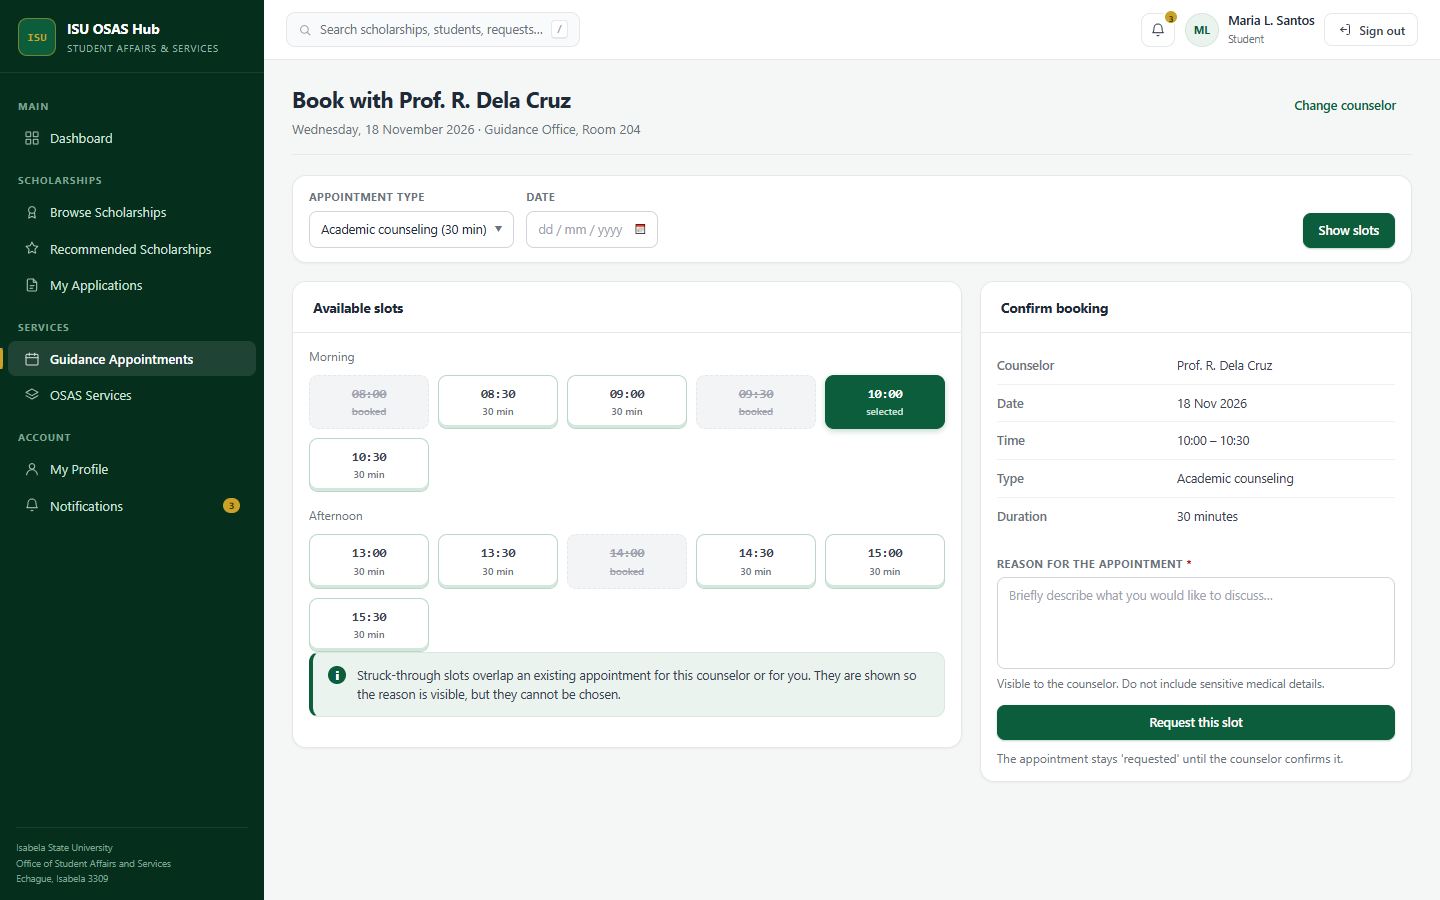 ISU
ISU OSAS Hub
STUDENT AFFAIRS & SERVICES
MAIN
Dashboard
SCHOLARSHIPS
Browse Scholarships
Recommended Scholarships
My Applications
SERVICES
Guidance Appointments
OSAS Services
ACCOUNT
My Profile
Notifications
3
Isabela State University
Office of Student Affairs and Services
Echague, Isabela 3309
Search scholarships, students, requests...
/
3
ML
Maria L. Santos
Student
Sign out
Book with Prof. R. Dela Cruz
Wednesday, 18 November 2026 · Guidance Office, Room 204
Change counselor
APPOINTMENT TYPE
Academic counseling (30 min)
DATE
dd / mm / yyyy
Show slots
Available slots
Morning
08:00
booked
08:30
30 min
09:00
30 min
09:30
booked
10:00
selected
10:30
30 min
Afternoon
13:00
30 min
13:30
30 min
14:00
booked
14:30
30 min
15:00
30 min
15:30
30 min
Struck-through slots overlap an existing appointment for this counselor or for you. They are shown so
the reason is visible, but they cannot be chosen.
Confirm booking
Counselor
Prof. R. Dela Cruz
Date
18 Nov 2026
Time
10:00 – 10:30
Type
Academic counseling
Duration
30 minutes
REASON FOR THE APPOINTMENT *
Briefly describe what you would like to discuss...
Visible to the counselor. Do not include sensitive medical details.
Request this slot
The appointment stays 'requested' until the counselor confirms it.